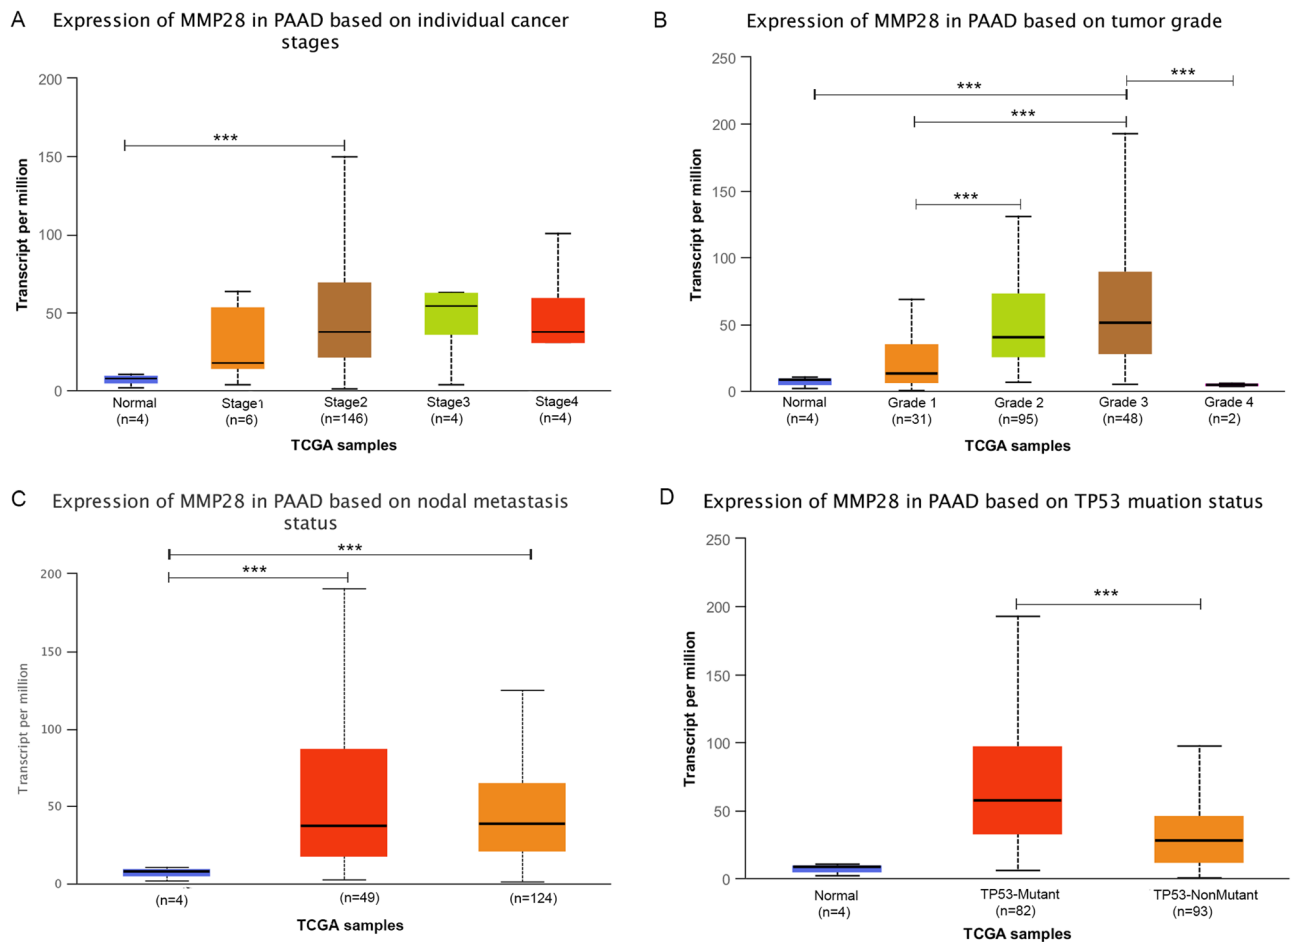 A
Expression of MMP28 in PAAD based on individual cancer
stages
Transcript per million
200
150
100
50
0
***
Normal
(n=4)
Stage1
(n=6)
Stage2
(n=146)
Stage3
(n=4)
Stage4
(n=4)
TCGA samples
B
Expression of MMP28 in PAAD based on tumor grade
Transcript per million
250
200
150
100
50
0
***
***
***
***
Normal
(n=4)
Grade 1
(n=31)
Grade 2
(n=95)
Grade 3
(n=48)
Grade 4
(n=2)
TCGA samples
C
Expression of MMP28 in PAAD based on nodal metastasis
status
Transcript per million
200
150
100
50
0
***
***
(n=4)
(n=49)
(n=124)
TCGA samples
D
Expression of MMP28 in PAAD based on TP53 muation status
Transcript per million
250
200
150
100
50
0
***
Normal
(n=4)
TP53-Mutant
(n=82)
TP53-NonMutant
(n=93)
TCGA samples